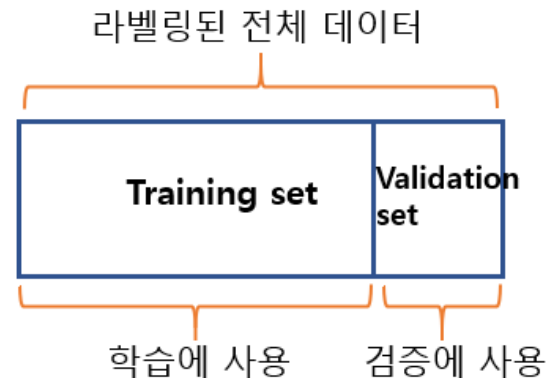 라벨링된 전체 데이터
Training set
Validation
set
학습에 사용
검증에 사용